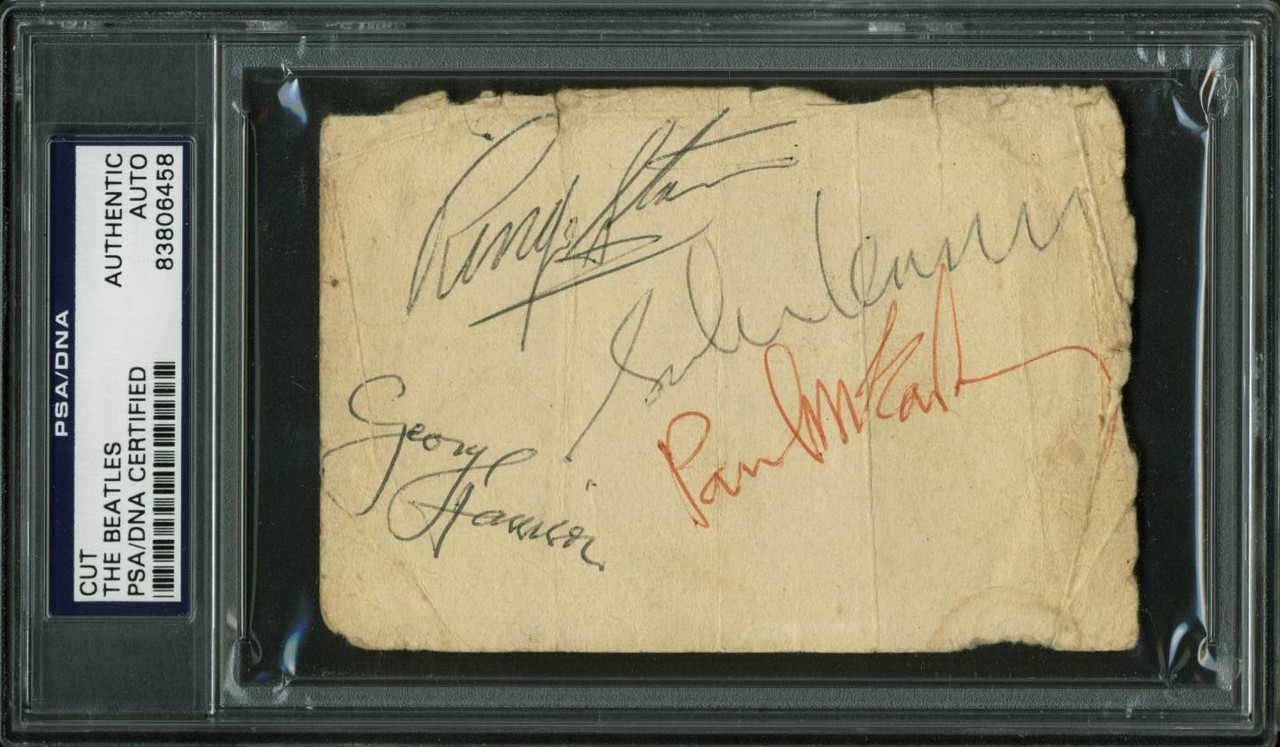 PSA/DNA
CUT
THE BEATLES
PSA/DNA CERTIFIED
AUTHENTIC
AUTO
83806458
Ringo Starr
John Lennon
Paul McCartney
George
Harrison